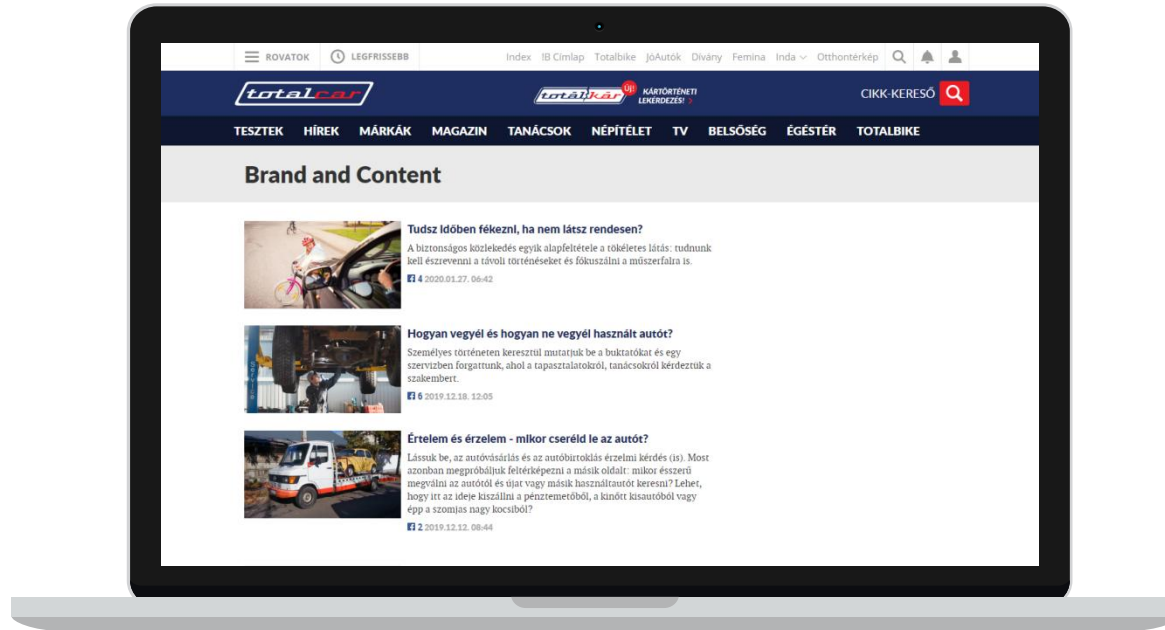 ROVATOK LEGFRISSEBB Index !B Címlap Totalbike JóAutók Dívány Femina Inda Otthontérkép
totalcar totálkár Új! KÁRTÖRTÉNETI
LEKÉRDEZÉS! >
CIKK-KERESŐ
TESZTEK HÍREK MÁRKÁK MAGAZIN TANÁCSOK NÉPÍTÉLET TV BELSŐSÉG ÉGÉSTÉR TOTALBIKE
Brand and Content
Tudsz időben fékezni, ha nem látsz rendesen?
A biztonságos közlekedés egyik alapfeltétele a tökéletes látás: tudnunk
kell észrevenni a távoli történéseket és fókuszálni a műszerfalra is.
4 2020.01.27. 06:42
Hogyan vegyél és hogyan ne vegyél használt autót?
Személyes történeten keresztül mutatjuk be a buktatókat és egy
szervizben forgattunk, ahol a tapasztalatokról, tanácsokról kérdeztük a
szakembert.
6 2019.12.18. 12:05
Értelem és érzelem - mikor cseréld le az autót?
Lássuk be, az autóvásárlás és az autóbirtoklás érzelmi kérdés (is). Most
azonban megpróbáljuk feltérképezni a másik oldalt: mikor ésszerű
megválni az autótól és újat vagy másik használtautót keresni? Lehet,
hogy itt az ideje kiszállni a pénztemetőből, a kinőtt kisautóból vagy
épp a szomjas nagy kocsiból?
2 2019.12.12. 08:44